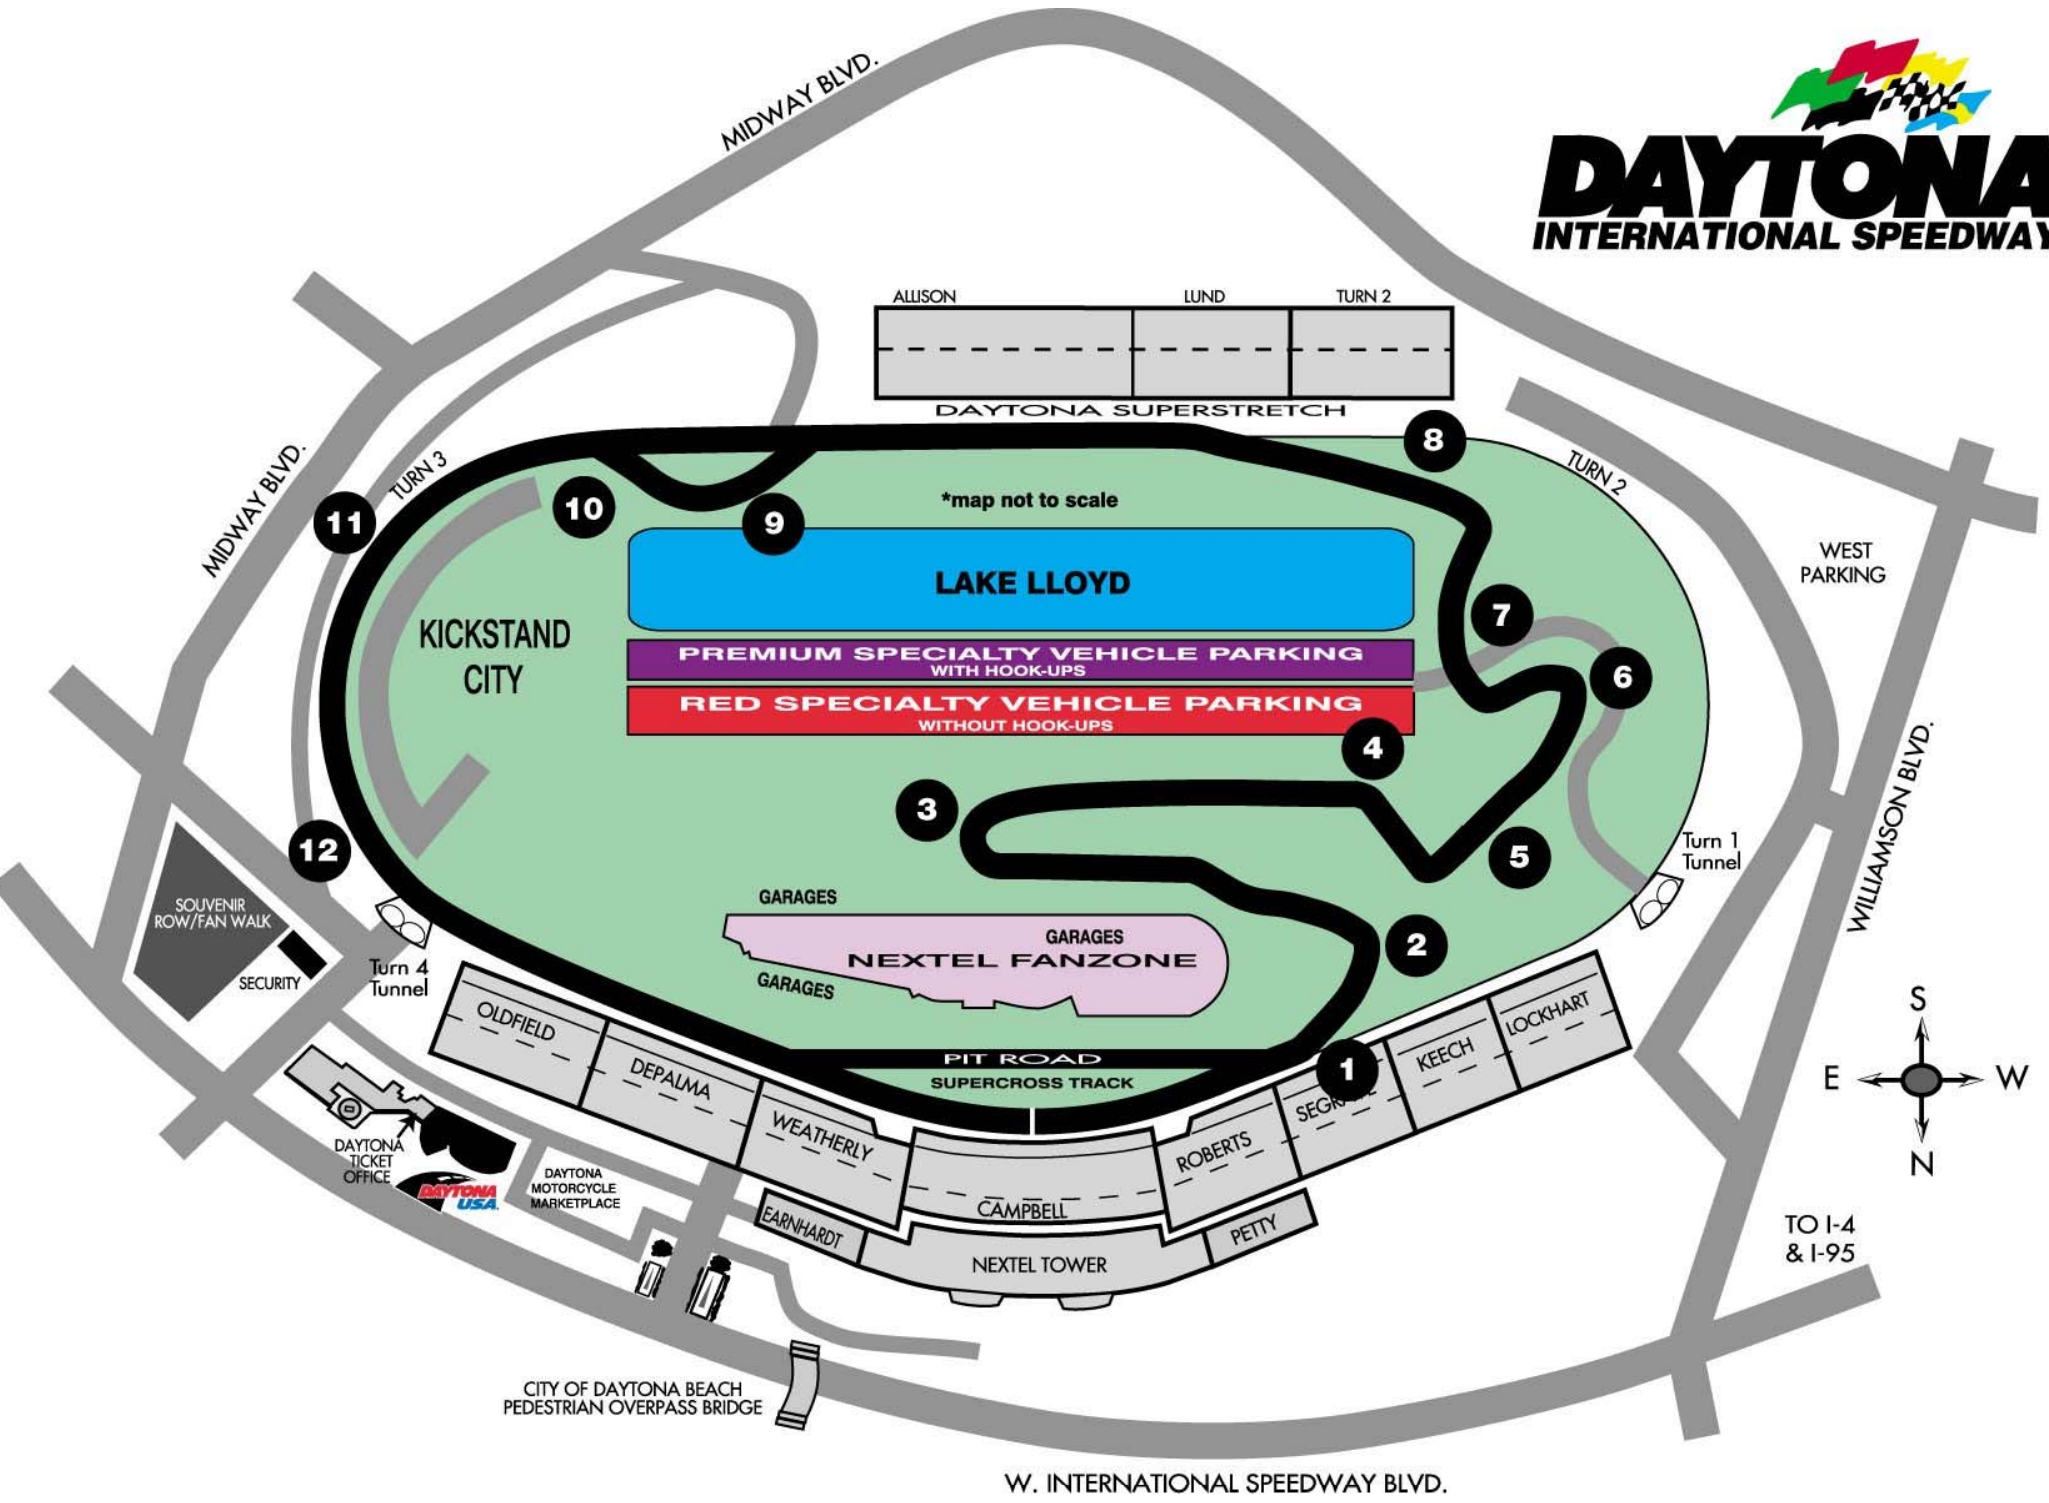 MIDWAY BLVD.
DAYTONA
INTERNATIONAL SPEEDWAY
ALLISON
LUND
TURN 2
DAYTONA SUPERSTRETCH
8
TURN 2
MIDWAY BLVD.
TURN 3
11
10
9
*map not to scale
WEST
PARKING
LAKE LLOYD
7
KICKSTAND
CITY
PREMIUM SPECIALTY VEHICLE PARKING
WITH HOOK-UPS
6
RED SPECIALTY VEHICLE PARKING
WITHOUT HOOK-UPS
4
3
5
12
Turn 1
Tunnel
WILLIAMSON BLVD.
SOUVENIR
ROW/FAN WALK
SECURITY
Turn 4
Tunnel
GARAGES
GARAGES
NEXTEL FANZONE
GARAGES
2
OLDFIELD
DEPALMA
WEATHERLY
PIT ROAD
SUPERCROSS TRACK
1
ROBERTS
KEECH
LOCKHART
S
E
W
N
DAYTONA
TICKET
OFFICE
DAYTONA
USA
DAYTONA
MOTORCYCLE
MARKETPLACE
CAMPBELL
EARNHARDT
NEXTEL TOWER
PETTY
TO I-4
& I-95
CITY OF DAYTONA BEACH
PEDESTRIAN OVERPASS BRIDGE
W. INTERNATIONAL SPEEDWAY BLVD.